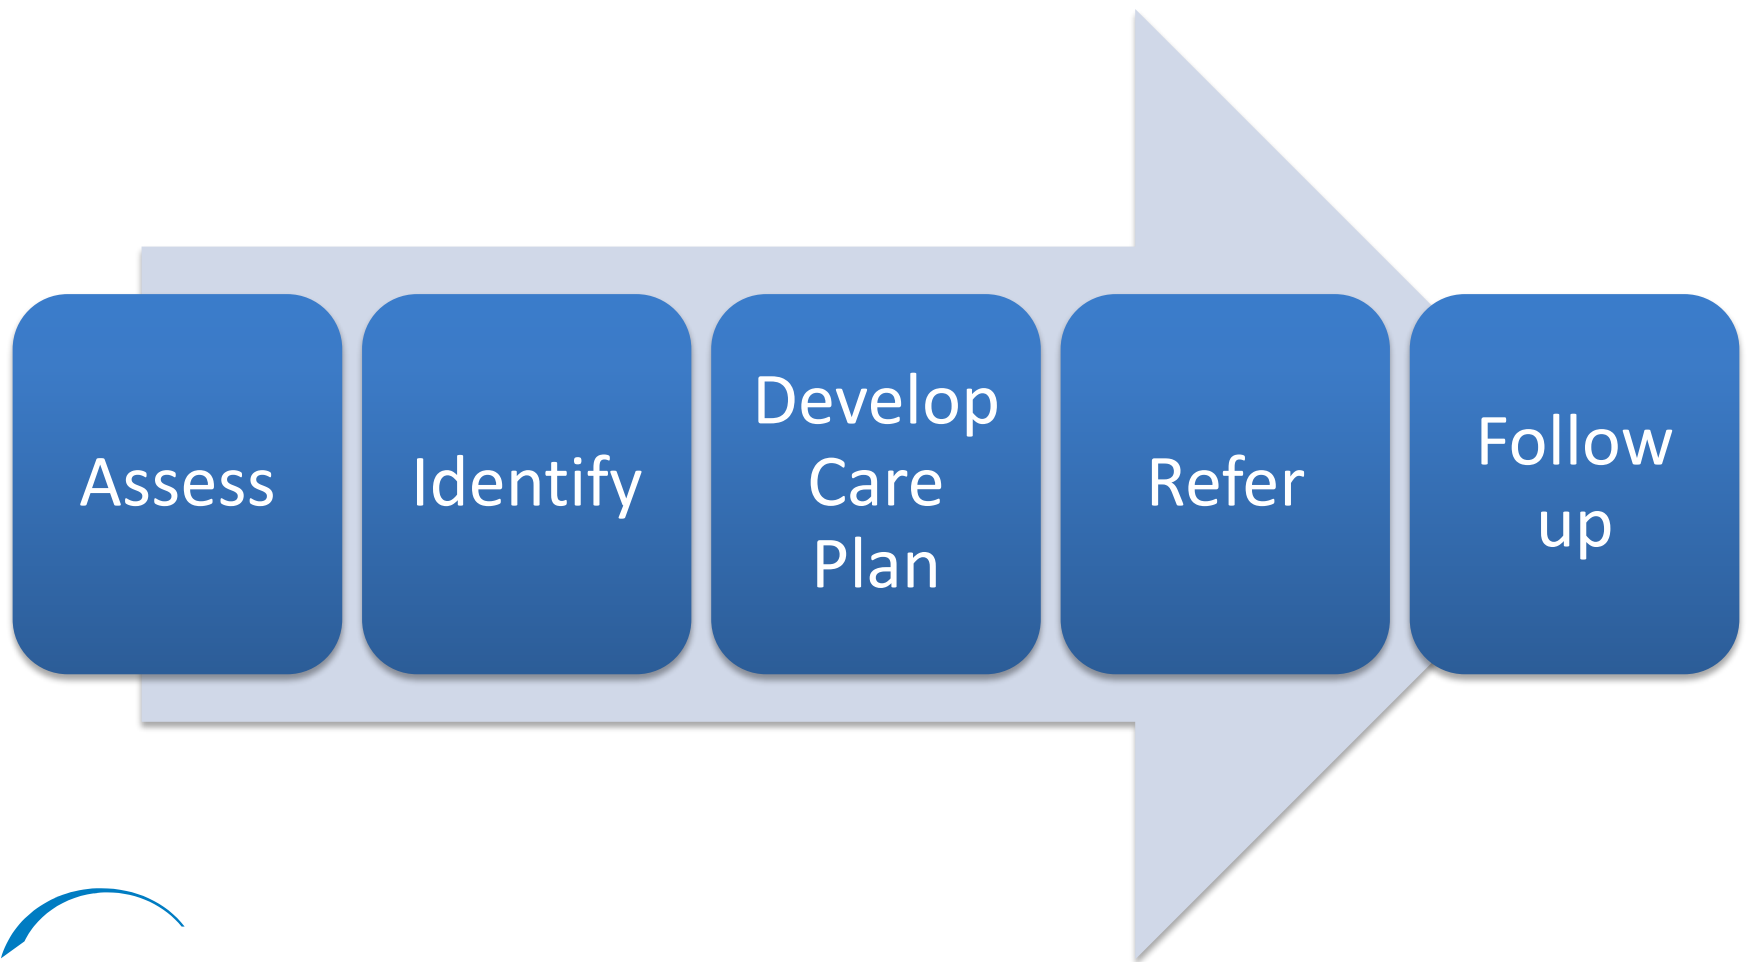 Assess
Identify
Develop
Care
Plan
Refer
Follow
up